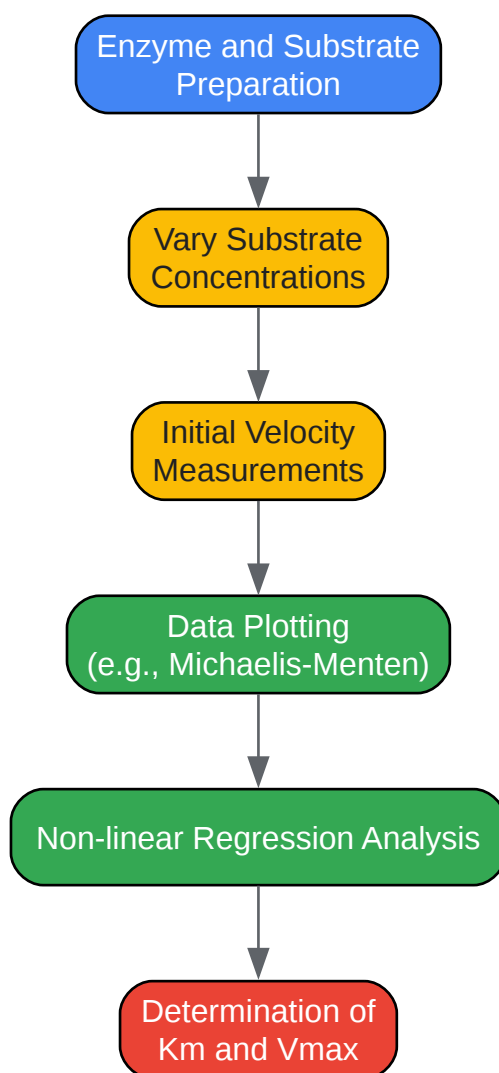 Enzyme and Substrate
Preparation
Vary Substrate
Concentrations
Initial Velocity
Measurements
Data Plotting
(e.g., Michaelis-Menten)
Non-linear Regression Analysis
Determination of
Km and Vmax